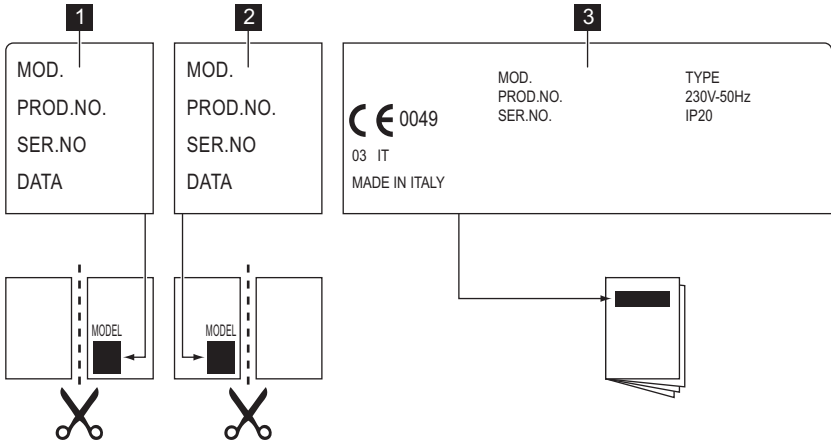 1
MOD.
PROD.NO.
SER.NO
DATA
MODEL
2
MOD.
PROD.NO.
SER.NO
DATA
MODEL
3
MOD. TYPE
PROD.NO. 230V-50Hz
SER.NO. IP20
CE 0049
03 IT
MADE IN ITALY